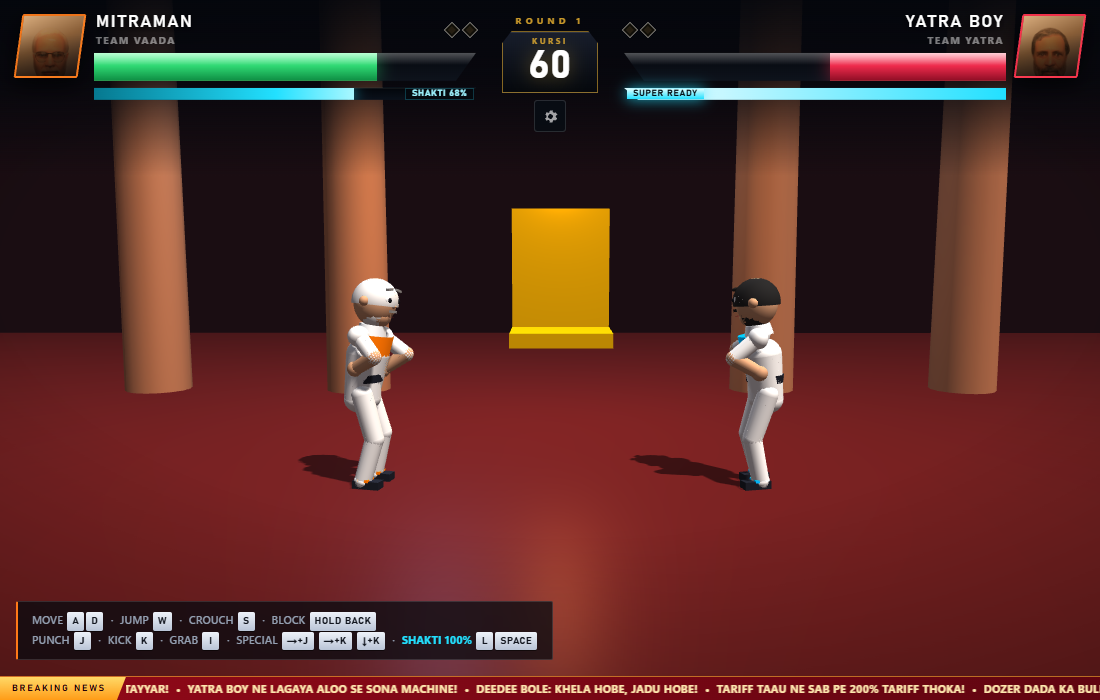 MITRAMAN
TEAM VAADA
SHAKTI 68%
ROUND 1
KURSI
60
YATRA BOY
TEAM YATRA
SUPER READY
MOVE A D · JUMP W · CROUCH S · BLOCK HOLD BACK
PUNCH J · KICK K · GRAB I · SPECIAL →+J →+K ↓+K · SHAKTI 100% L SPACE
BREAKING NEWS TAYYAR! • YATRA BOY NE LAGAYA ALOO SE SONA MACHINE! • DEEDEE BOLE: KHELA HOBE, JADU HOBE! • TARIFF TAAU NE SAB PE 200% TARIFF THOKA! • DOZER DADA KA